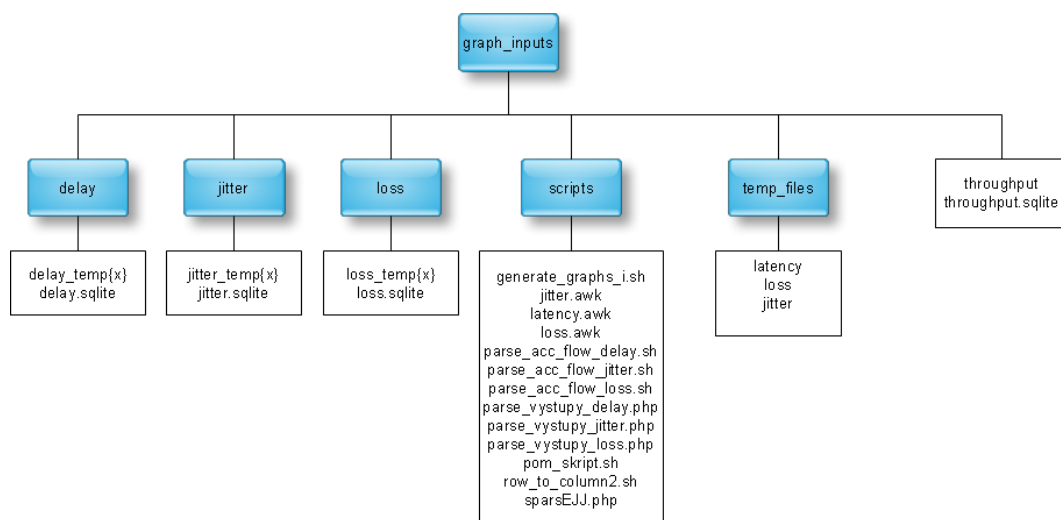 graph_inputs
delay
jitter
loss
scripts
temp_files
throughput
throughput.sqlite
delay_temp{x}
delay.sqlite
jitter_temp{x}
jitter.sqlite
loss_temp{x}
loss.sqlite
generate_graphs_i.sh
jitter.awk
latency.awk
loss.awk
parse_acc_flow_delay.sh
parse_acc_flow_jitter.sh
parse_acc_flow_loss.sh
parse_vystupy_delay.php
parse_vystupy_jitter.php
parse_vystupy_loss.php
pom_skript.sh
row_to_column2.sh
sparsEJJ.php
latency
loss
jitter